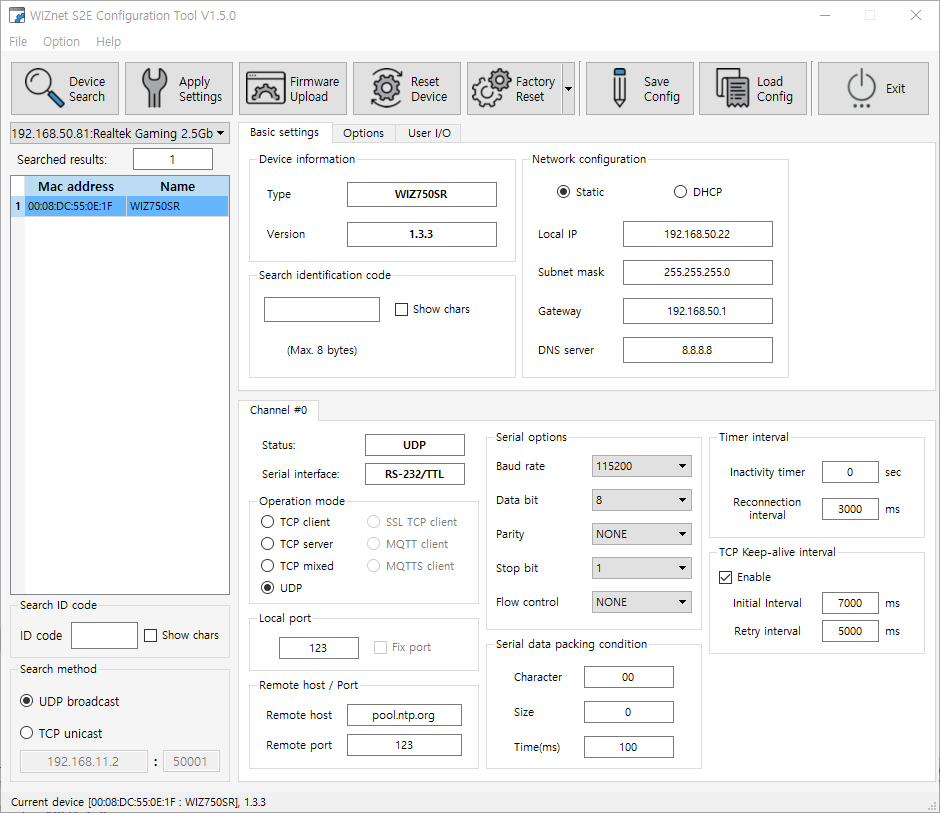 WIZnet S2E Configuration Tool V1.5.0
File Option Help
Device Search
Apply Settings
Firmware Upload
Reset Device
Factory Reset
Save Config
Load Config
Exit
192.168.50.81:Realtek Gaming 2.5Gb
Searched results: 1
Mac address Name
1 00:08:DC:55:0E:1F WIZ750SR
Search ID code
ID code Show chars
Search method
UDP broadcast
TCP unicast
192.168.11.2 : 50001
Basic settings Options User I/O
Device information
Type WIZ750SR
Version 1.3.3
Search identification code
Show chars
(Max. 8 bytes)
Network configuration
Static DHCP
Local IP 192.168.50.22
Subnet mask 255.255.255.0
Gateway 192.168.50.1
DNS server 8.8.8.8
Channel #0
Status: UDP
Serial interface: RS-232/TTL
Operation mode
TCP client SSL TCP client
TCP server MQTT client
TCP mixed MQTTS client
UDP
Local port
123 Fix port
Remote host / Port
Remote host pool.ntp.org
Remote port 123
Serial options
Baud rate 115200
Data bit 8
Parity NONE
Stop bit 1
Flow control NONE
Serial data packing condition
Character 00
Size 0
Time(ms) 100
Timer interval
Inactivity timer 0 sec
Reconnection interval 3000 ms
TCP Keep-alive interval
Enable
Initial Interval 7000 ms
Retry interval 5000 ms
Current device [00:08:DC:55:0E:1F : WIZ750SR], 1.3.3